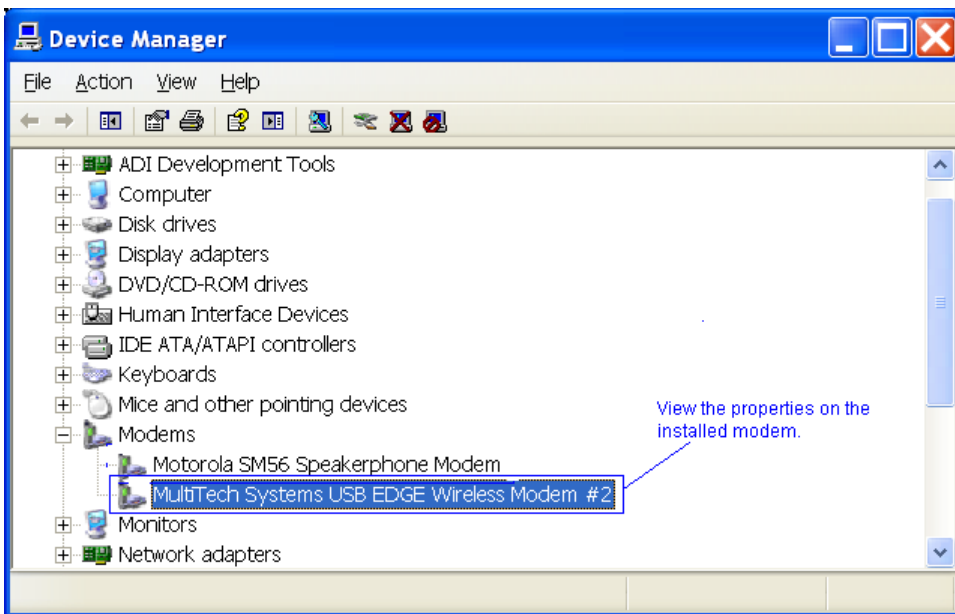 Device Manager
File Action View Help
ADI Development Tools
Computer
Disk drives
Display adapters
DVD/CD-ROM drives
Human Interface Devices
IDE ATA/ATAPI controllers
Keyboards
Mice and other pointing devices
View the properties on the
installed modem.
Modems
Motorola SM56 Speakerphone Modem
MultiTech Systems USB EDGE Wireless Modem #2
Monitors
Network adapters